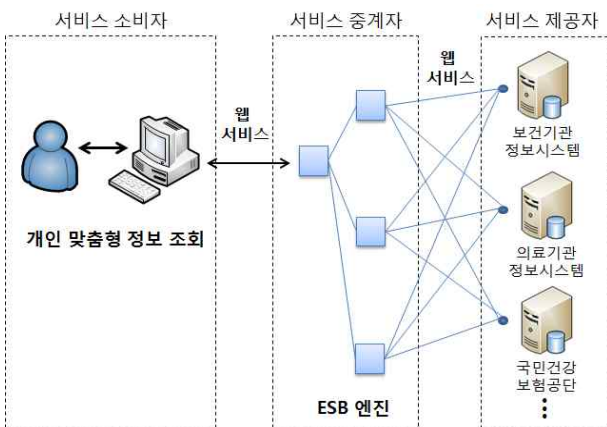 서비스 소비자
서비스 중계자
서비스 제공자
웹
서비스
웹
서비스
개인 맞춤형 정보 조회
보건기관
정보시스템
의료기관
정보시스템
국민건강
보험공단
ESB 엔진